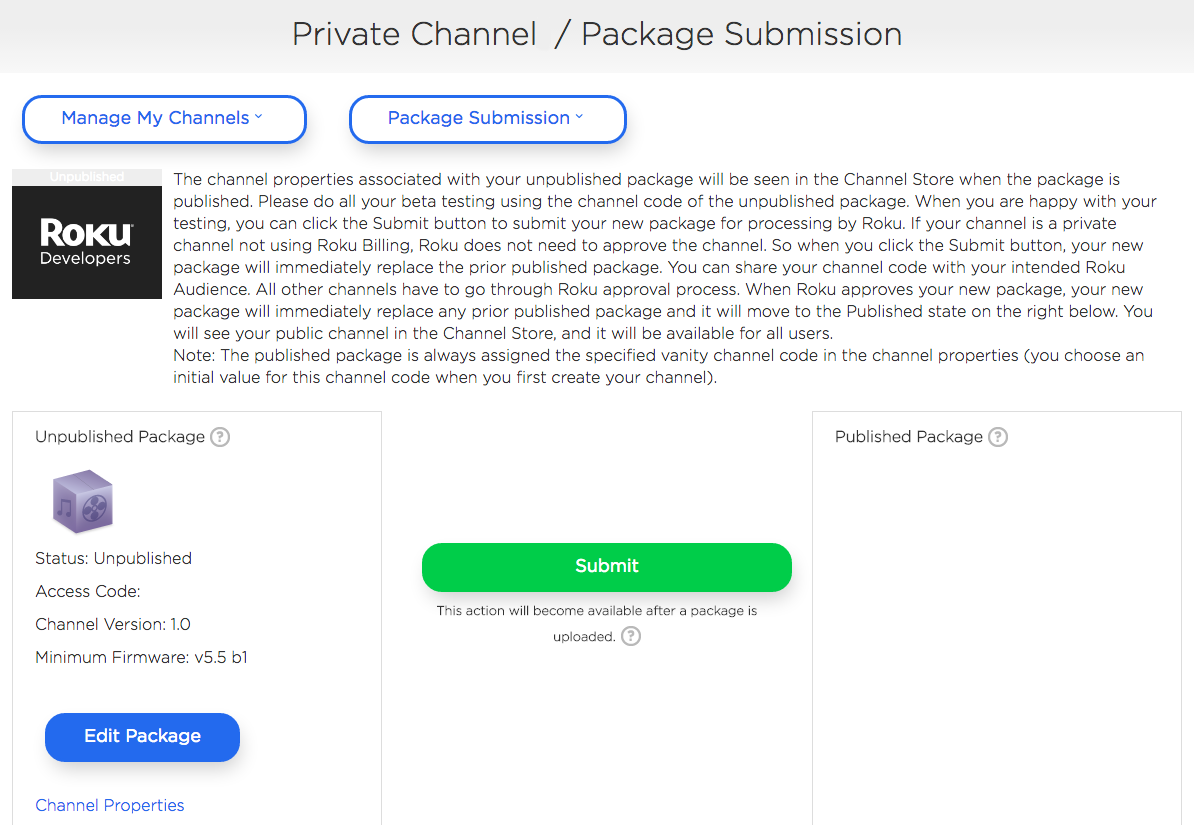 Private Channel / Package Submission
Manage My Channels
Package Submission
Unpublished
Roku
Developers
The channel properties associated with your unpublished package will be seen in the Channel Store when the package is
published. Please do all your beta testing using the channel code of the unpublished package. When you are happy with your
testing, you can click the Submit button to submit your new package for processing by Roku. If your channel is a private
channel not using Roku Billing, Roku does not need to approve the channel. So when you click the Submit button, your new
package will immediately replace the prior published package. You can share your channel code with your intended Roku
Audience. All other channels have to go through Roku approval process. When Roku approves your new package, your new
package will immediately replace any prior published package and it will move to the Published state on the right below. You
will see your public channel in the Channel Store, and it will be available for all users.
Note: The published package is always assigned the specified vanity channel code in the channel properties (you choose an
initial value for this channel code when you first create your channel).
Unpublished Package ?
Status: Unpublished
Access Code:
Channel Version: 1.0
Minimum Firmware: v5.5 b1
Edit Package
Channel Properties
Submit
This action will become available after a package is
uploaded. ?
Published Package ?